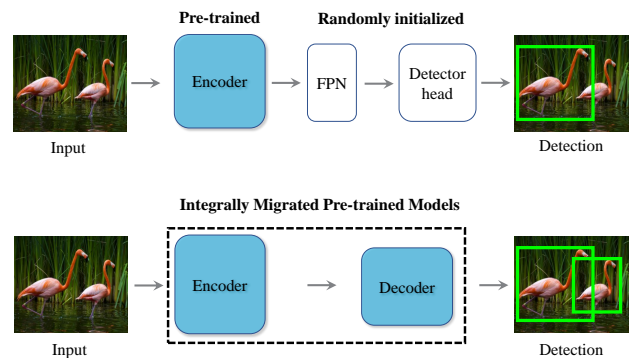 Pre-trained
Randomly initialized
Encoder
FPN
Detector
head
Input
Detection
Integrally Migrated Pre-trained Models
Encoder
Decoder
Input
Detection